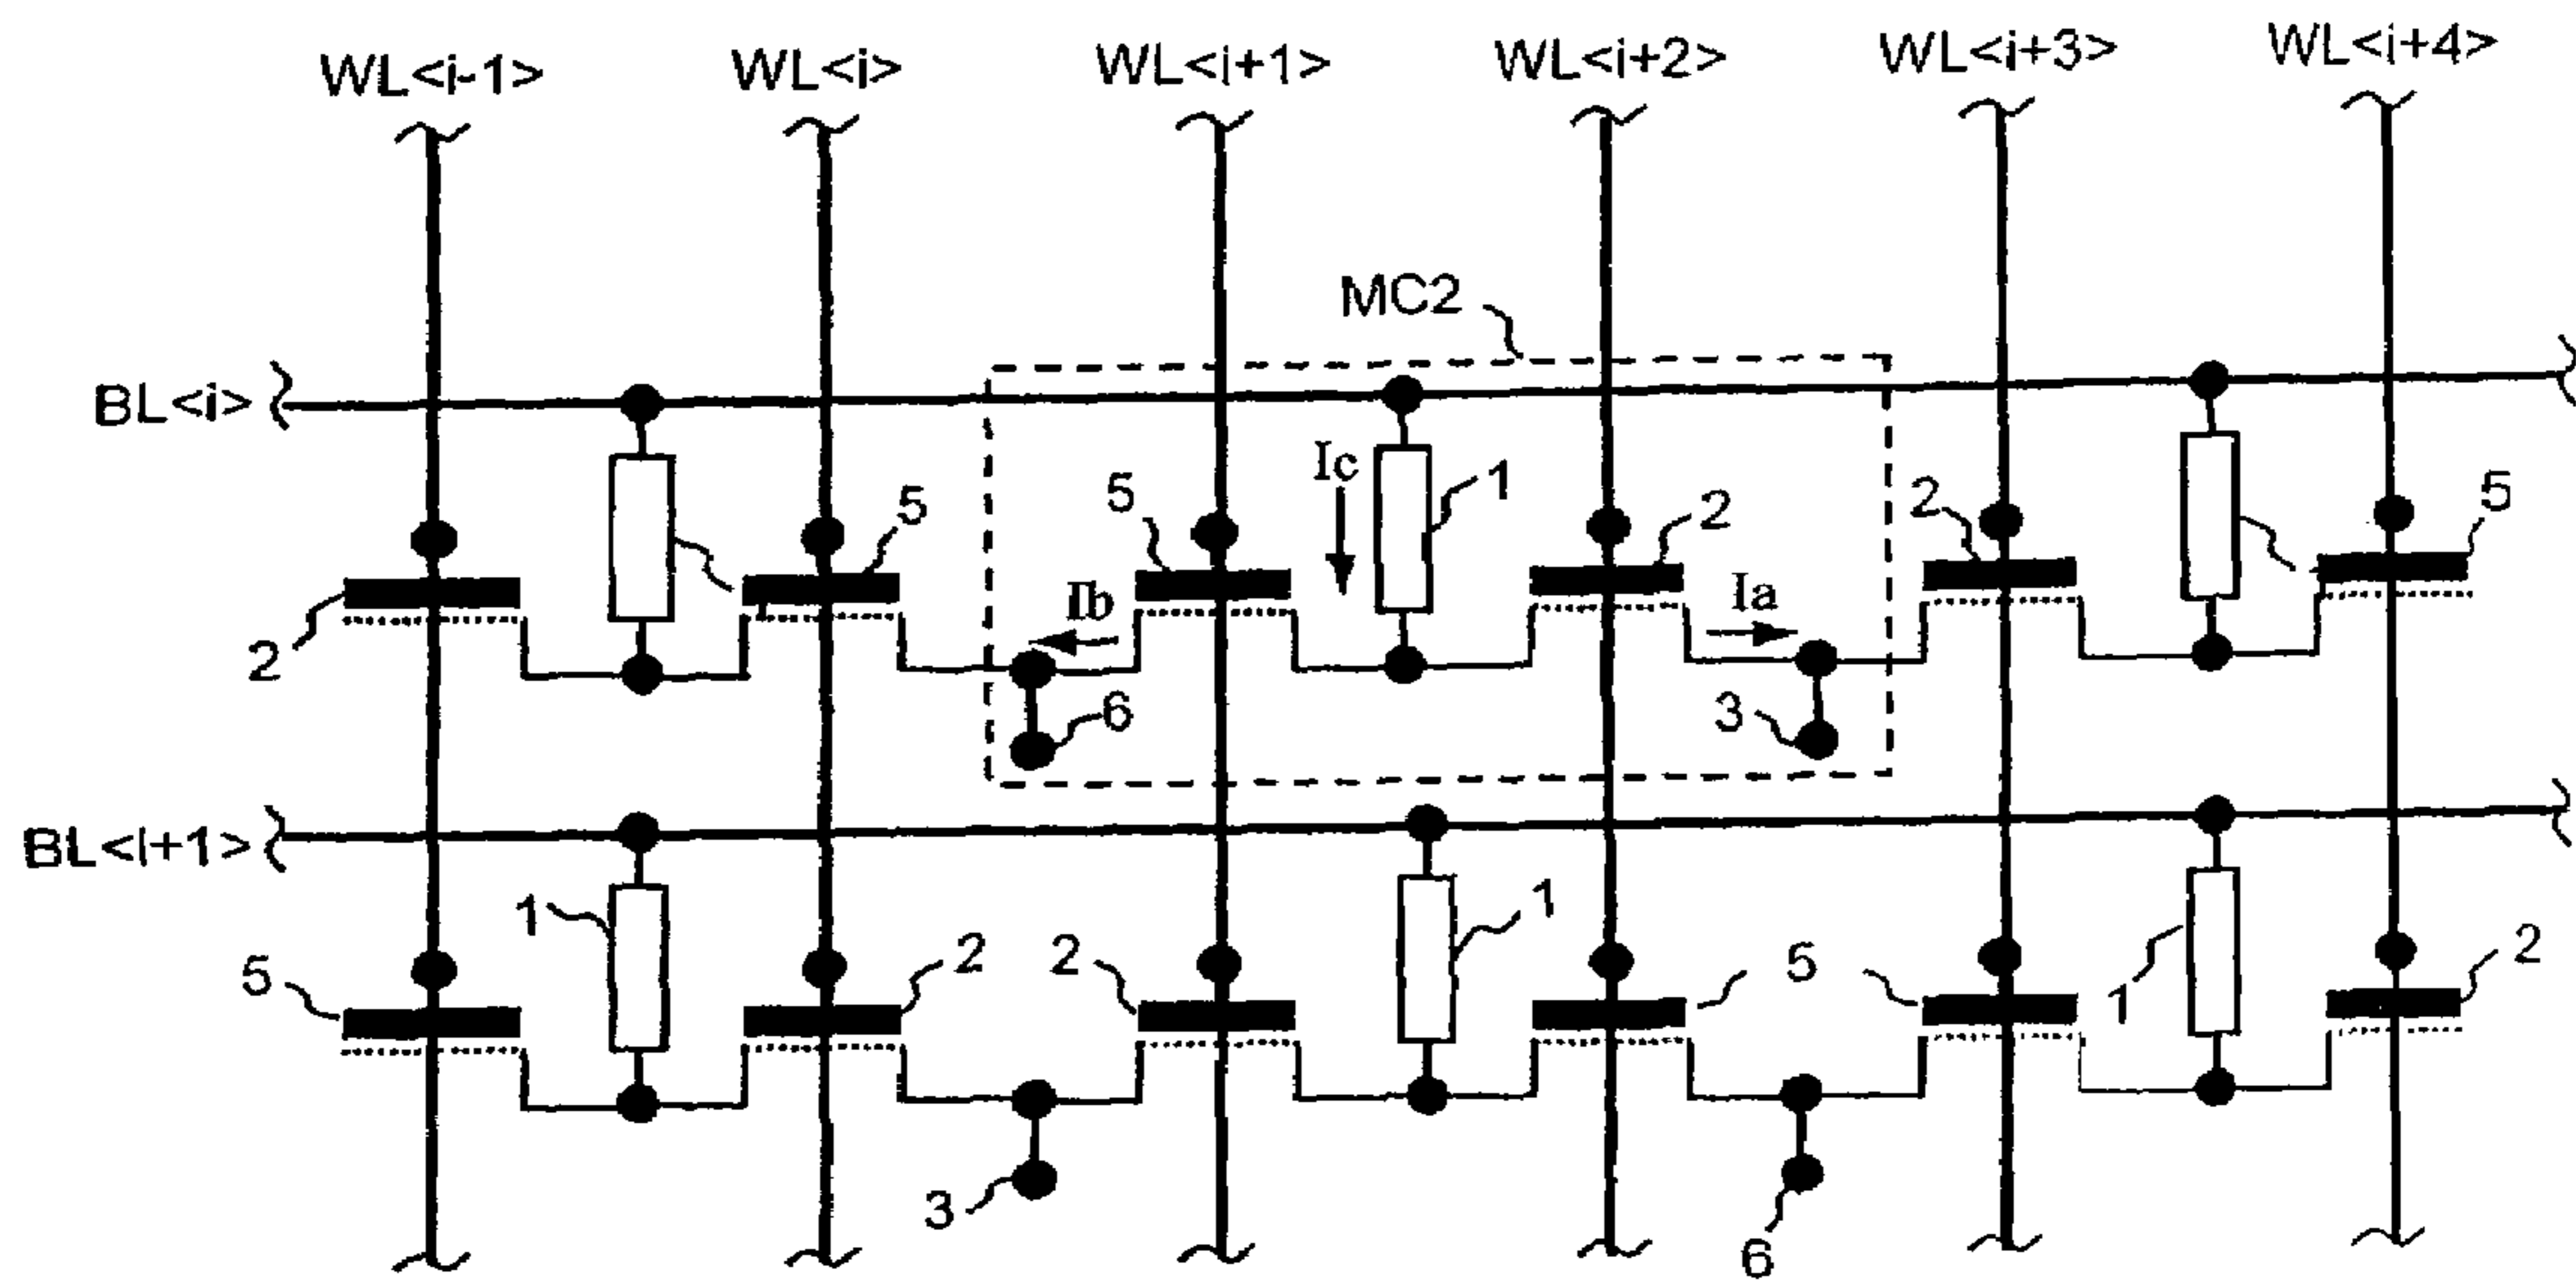 WL<i-1> WL<i> WL<i+1> WL<i+2> WL<i+3> WL<i+4>
MC2
BL<i>
5 5 Ic 1 2 2 5
2 Ib Ia
6 3
BL<i+1>
1 1 1
5 2 2 5 2
3 6